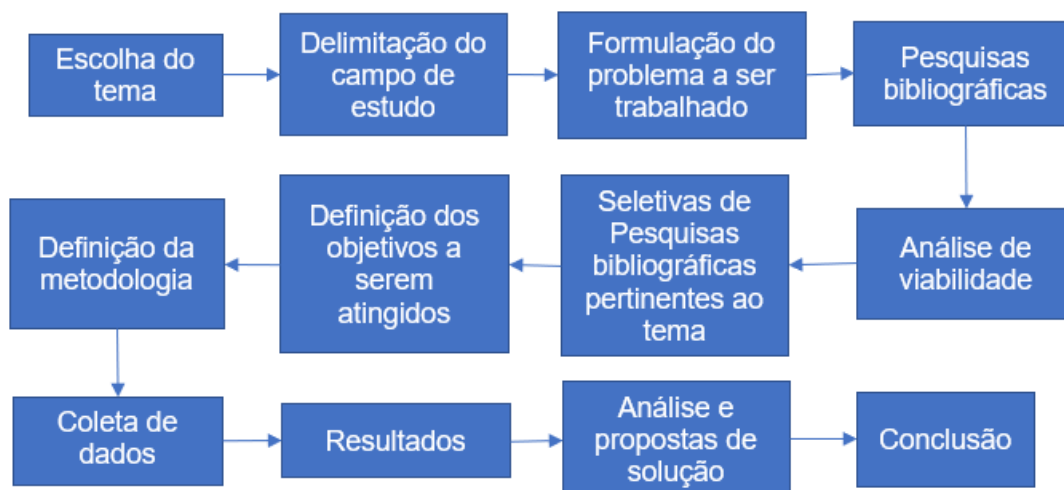 Escolha do
tema
Delimitação do
campo de
estudo
Formulação do
problema a ser
trabalhado
Pesquisas
bibliográficas
Análise de
viabilidade
Seletivas de
Pesquisas
bibliográficas
pertinentes ao
tema
Definição dos
objetivos a
serem
atingidos
Definição da
metodologia
Coleta de
dados
Resultados
Análise e
propostas de
solução
Conclusão